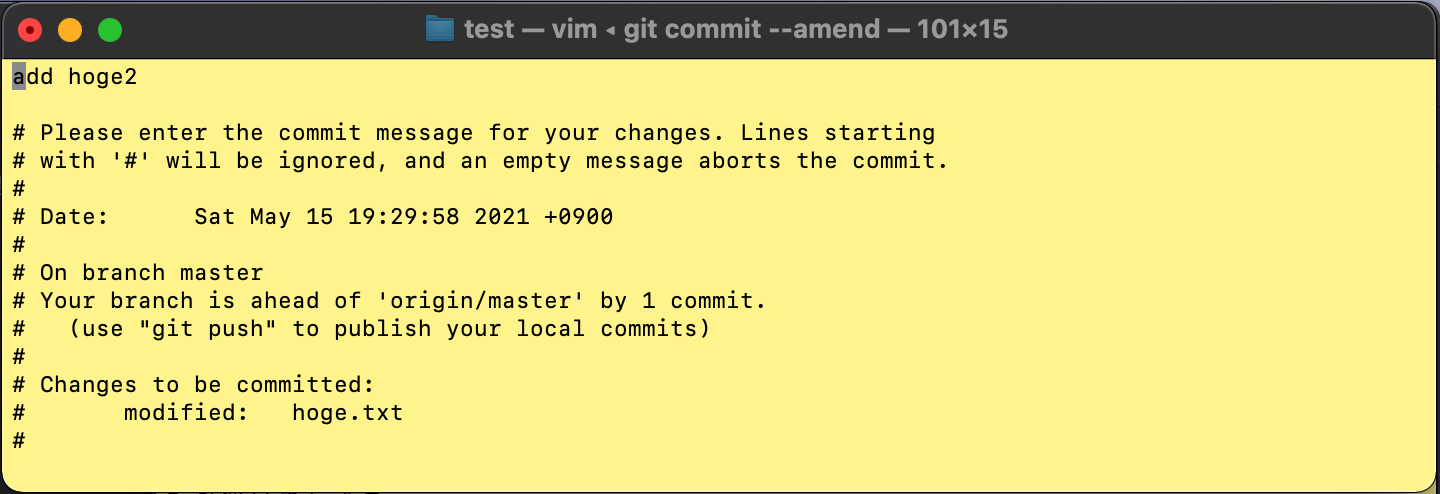 test — vim ◂ git commit --amend — 101×15
add hoge2
# Please enter the commit message for your changes. Lines starting
# with '#' will be ignored, and an empty message aborts the commit.
#
# Date:      Sat May 15 19:29:58 2021 +0900
#
# On branch master
# Your branch is ahead of 'origin/master' by 1 commit.
#   (use "git push" to publish your local commits)
#
# Changes to be committed:
#       modified:   hoge.txt
#